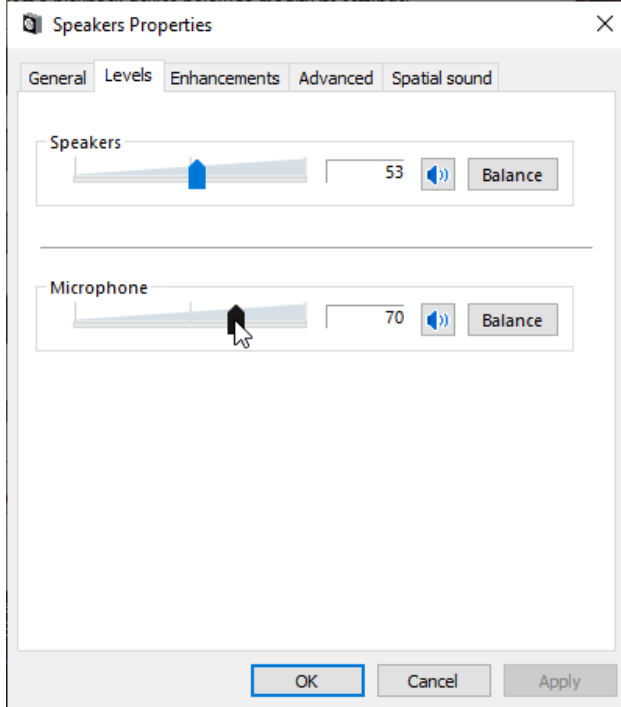 Speakers Properties
General Levels Enhancements Advanced Spatial sound
Speakers
53 Balance
Microphone
70 Balance
OK Cancel Apply